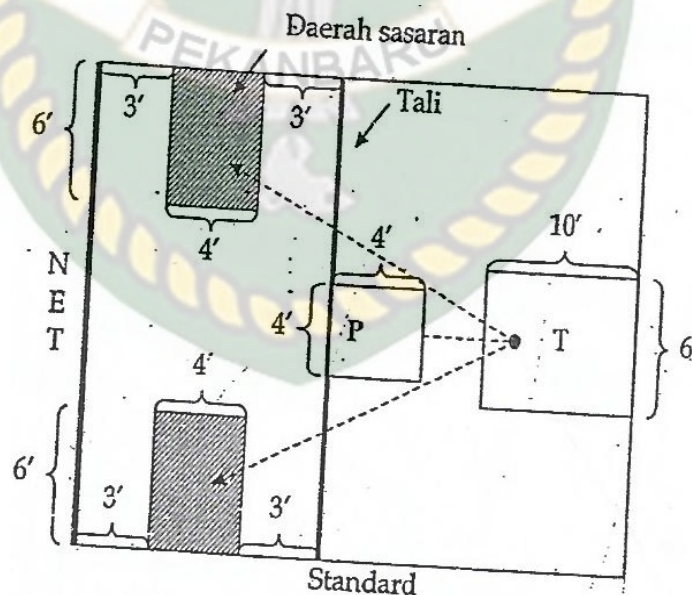 PEKANBARU
Daerah sasaran
3′
3′
Tali
6′
4′
4′
10′
N
E
T
4′
P
T
6
4′
6′
3′
3′
Standard